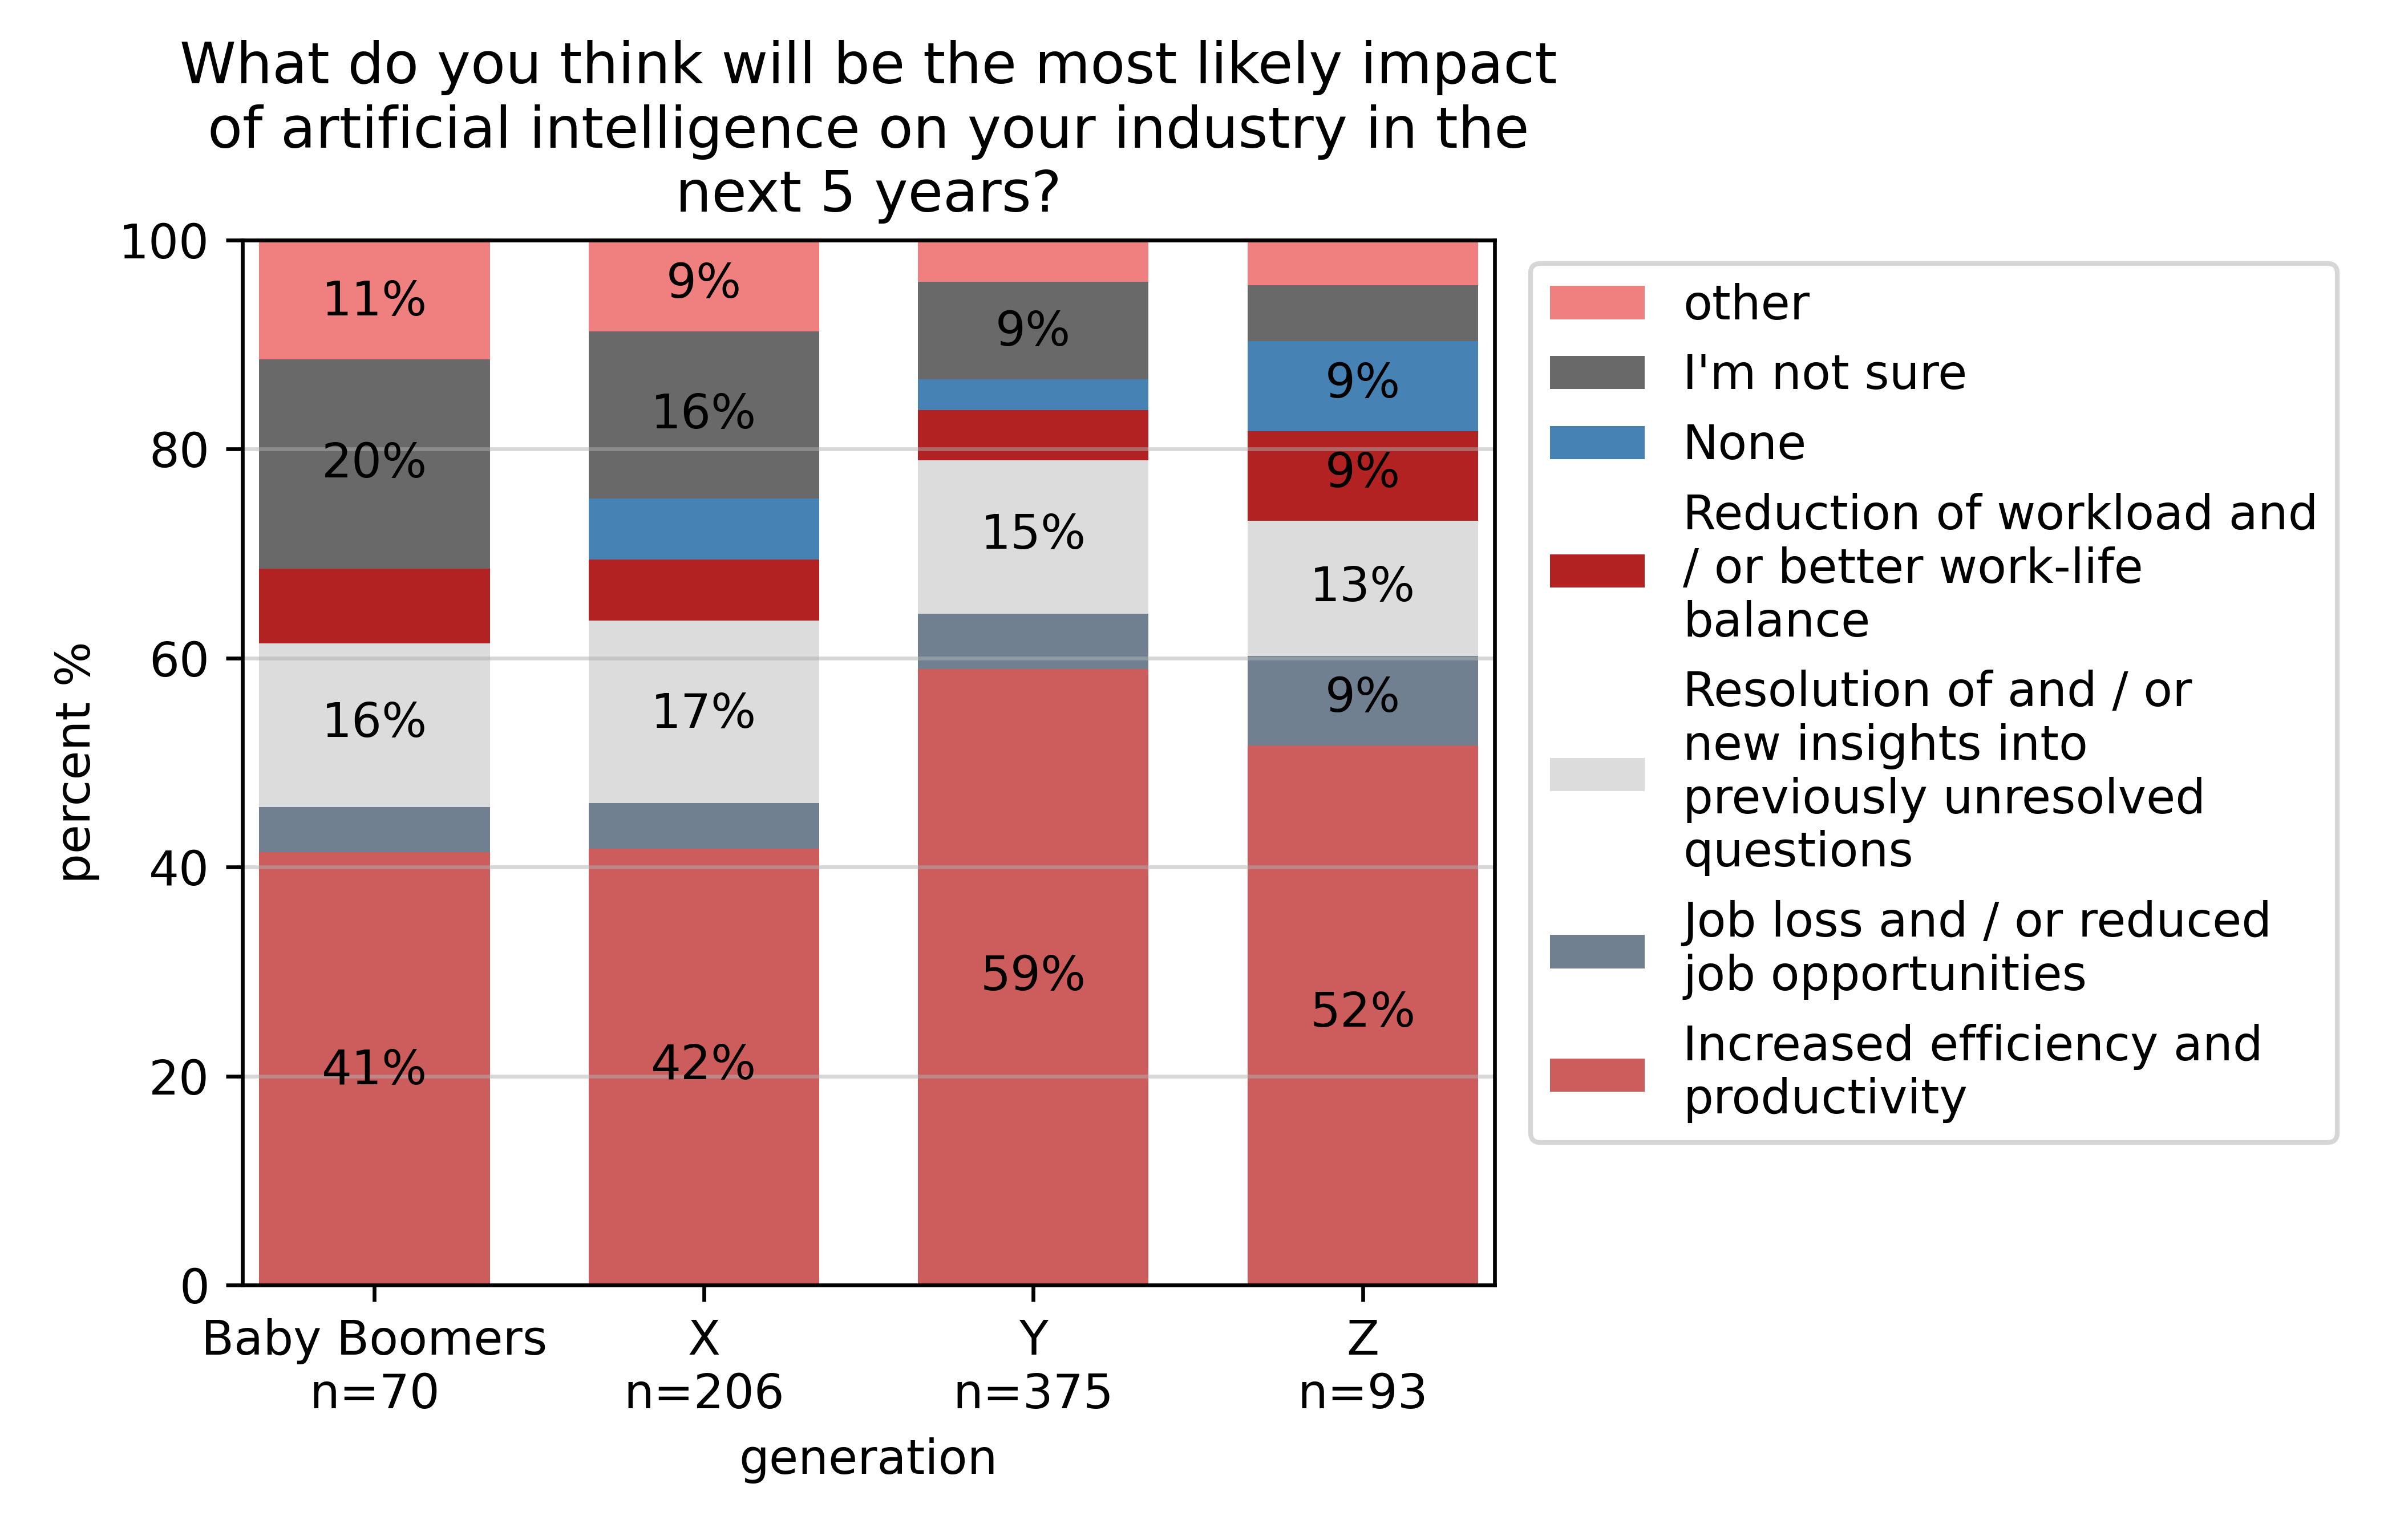 What do you think will be the most likely impact
of artificial intelligence on your industry in the
next 5 years?
100
80
60
40
20
0
percent %
11%
20%
16%
41%
9%
16%
17%
42%
9%
15%
59%
9%
9%
13%
9%
52%
Baby Boomers
n=70
X
n=206
Y
n=375
Z
n=93
generation
other
I'm not sure
None
Reduction of workload and
/ or better work-life
balance
Resolution of and / or
new insights into
previously unresolved
questions
Job loss and / or reduced
job opportunities
Increased efficiency and
productivity